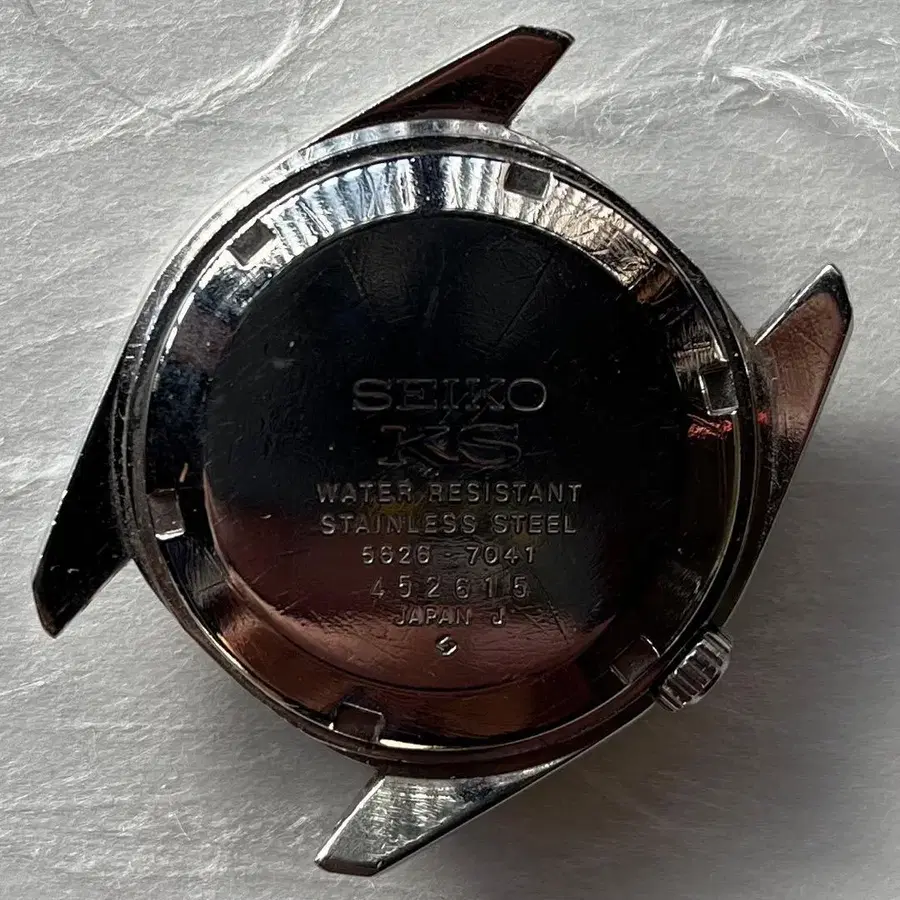 SEIKO
KS
WATER RESISTANT
STAINLESS STEEL
5626-7041
452615
JAPAN J